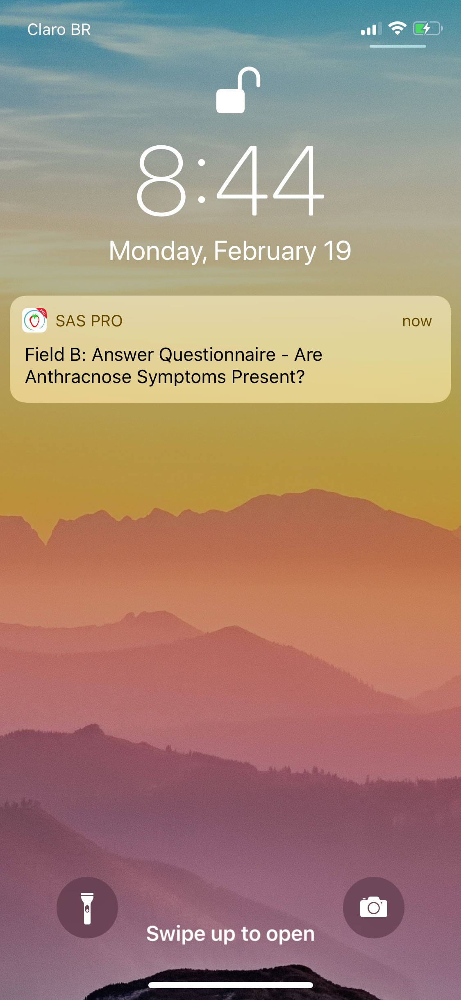 Claro BR
8:44
Monday, February 19
PRO
SAS PRO
now
Field B: Answer Questionnaire - Are
Anthracnose Symptoms Present?
Swipe up to open